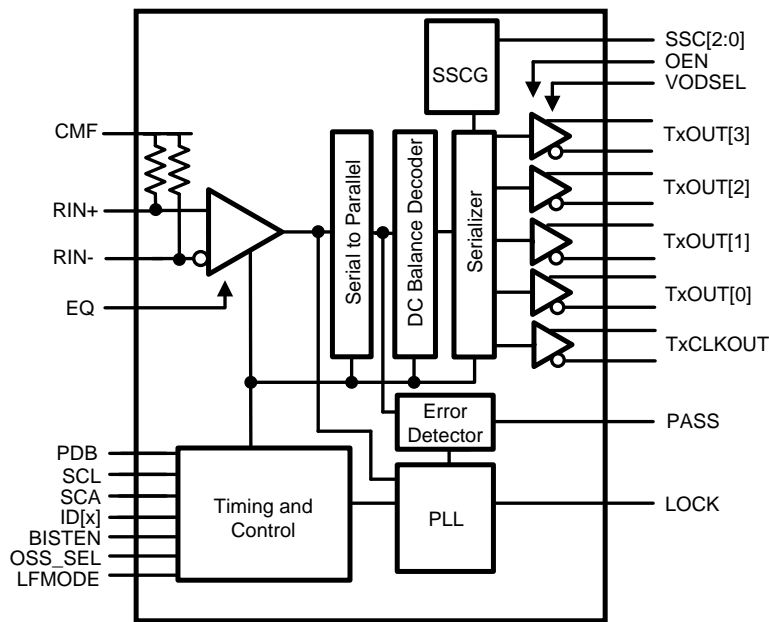 SSC[2:0]
OEN
VODSEL
SSCG
CMF
TxOUT[3]
RIN+
TxOUT[2]
RIN-
TxOUT[1]
EQ
TxOUT[0]
TxCLKOUT
Serial to Parallel
DC Balance Decoder
Serializer
Error
Detector
PASS
PDB
SCL
SCA
ID[x]
BISTEN
OSS_SEL
LFMODE
Timing and
Control
PLL
LOCK